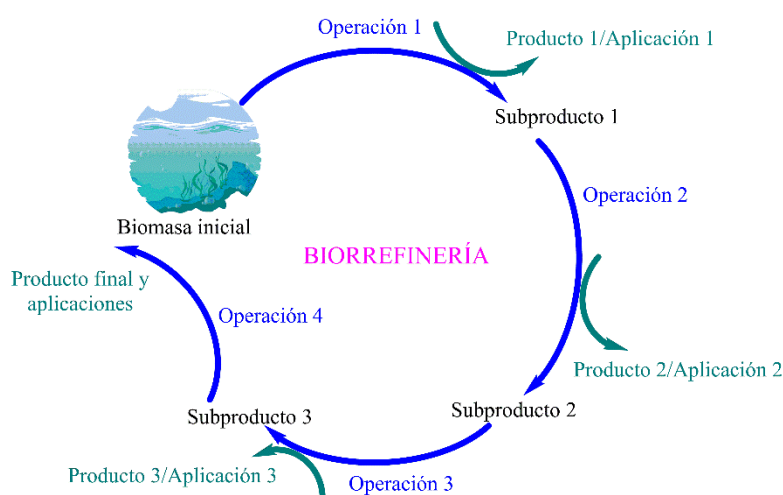 Operación 1
Producto 1/Aplicación 1
Subproducto 1
Operación 2
Biomasa inicial
BIORREFINERÍA
Producto final y
aplicaciones
Operación 4
Producto 2/Aplicación 2
Subproducto 3
Subproducto 2
Producto 3/Aplicación 3
Operación 3